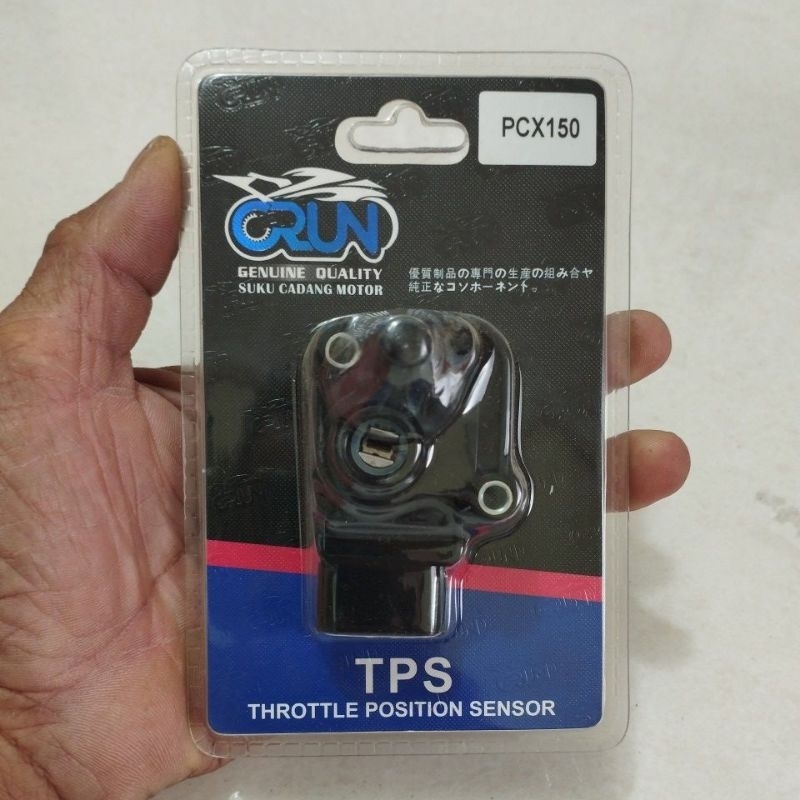 PCX150
CRUN
GENUINE QUALITY
SUKU CADANG MOTOR
優質制品の專門の生産の組み合ヤ
純正なコソホーネント。
TPS
THROTTLE POSITION SENSOR